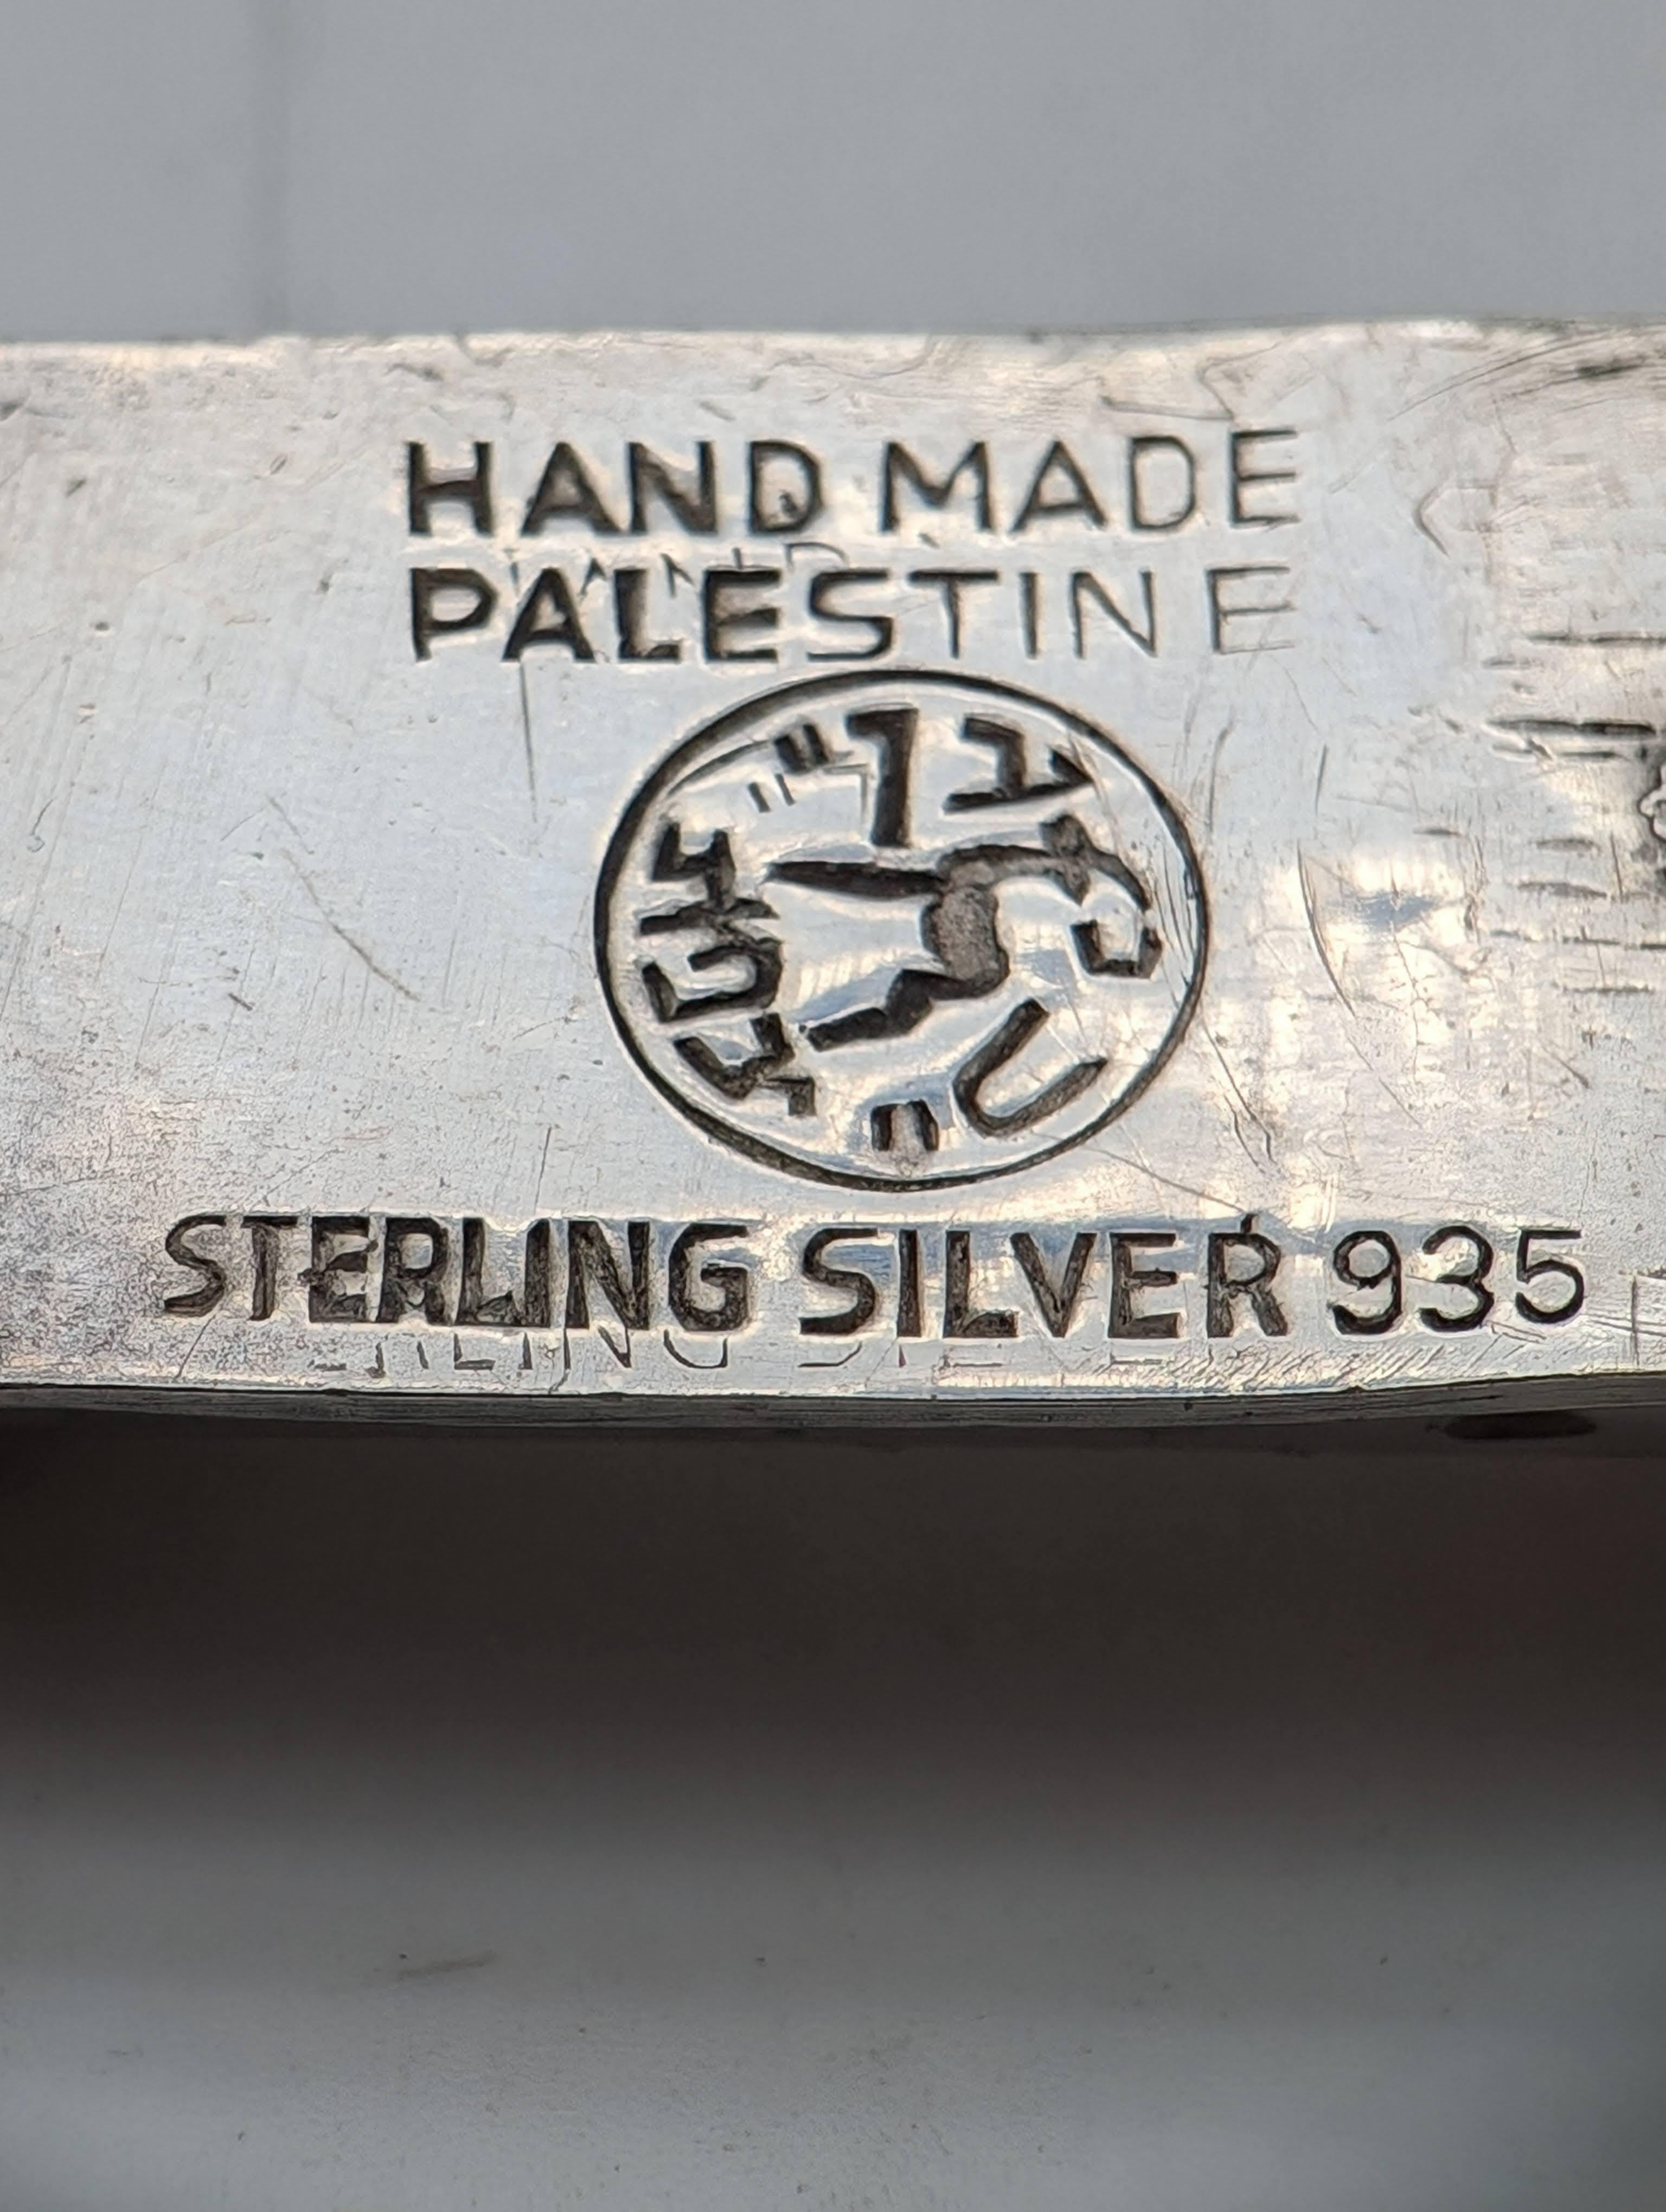 HAND MADE
PALESTINE
STERLING SILVER 935